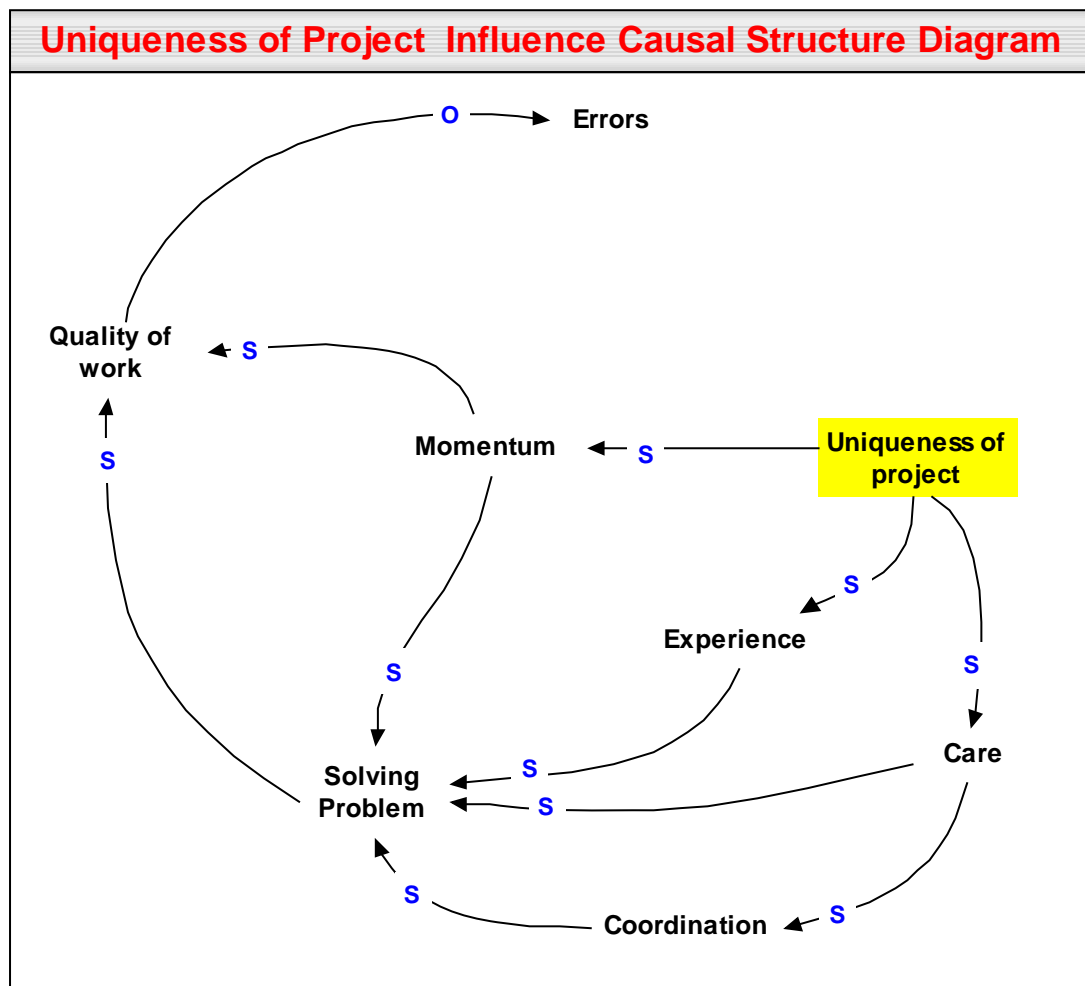 Uniqueness of Project Influence Causal Structure Diagram
O
Errors
Quality of
work
S
S
Momentum
S
Uniqueness of
project
S
Experience
S
S
Care
Solving
Problem
S
S
S
Coordination
S